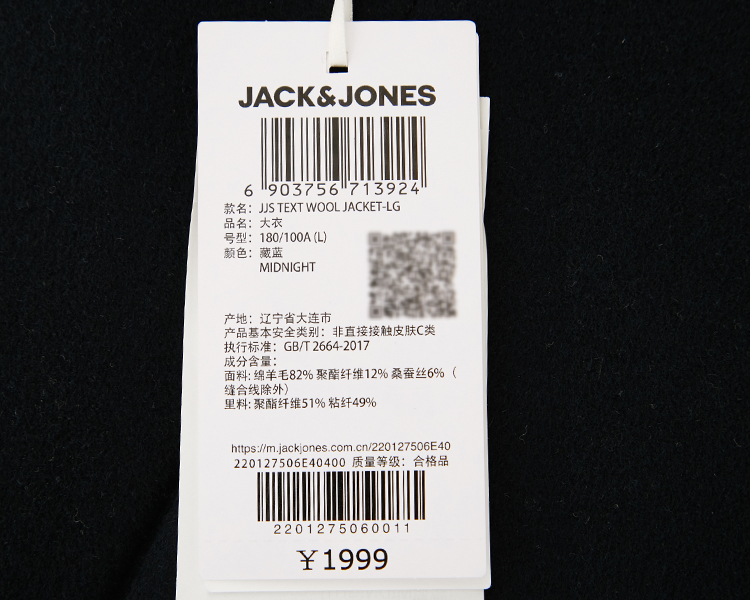 JACK&JONES
6 903756 713924
款名: JJS TEXT WOOL JACKET-LG
品名: 大衣
号型: 180/100A (L)
颜色: 藏蓝
MIDNIGHT
产地: 辽宁省大连市
产品基本安全类别: 非直接接触皮肤C类
执行标准: GB/T 2664-2017
成分含量:
面料: 绵羊毛82% 聚酯纤维12% 桑蚕丝6%（
缝合线除外）
里料: 聚酯纤维51% 粘纤49%
https://m.jackjones.com.cn/220127506E40
220127506E40400 质量等级: 合格品
2201275060011
￥1999